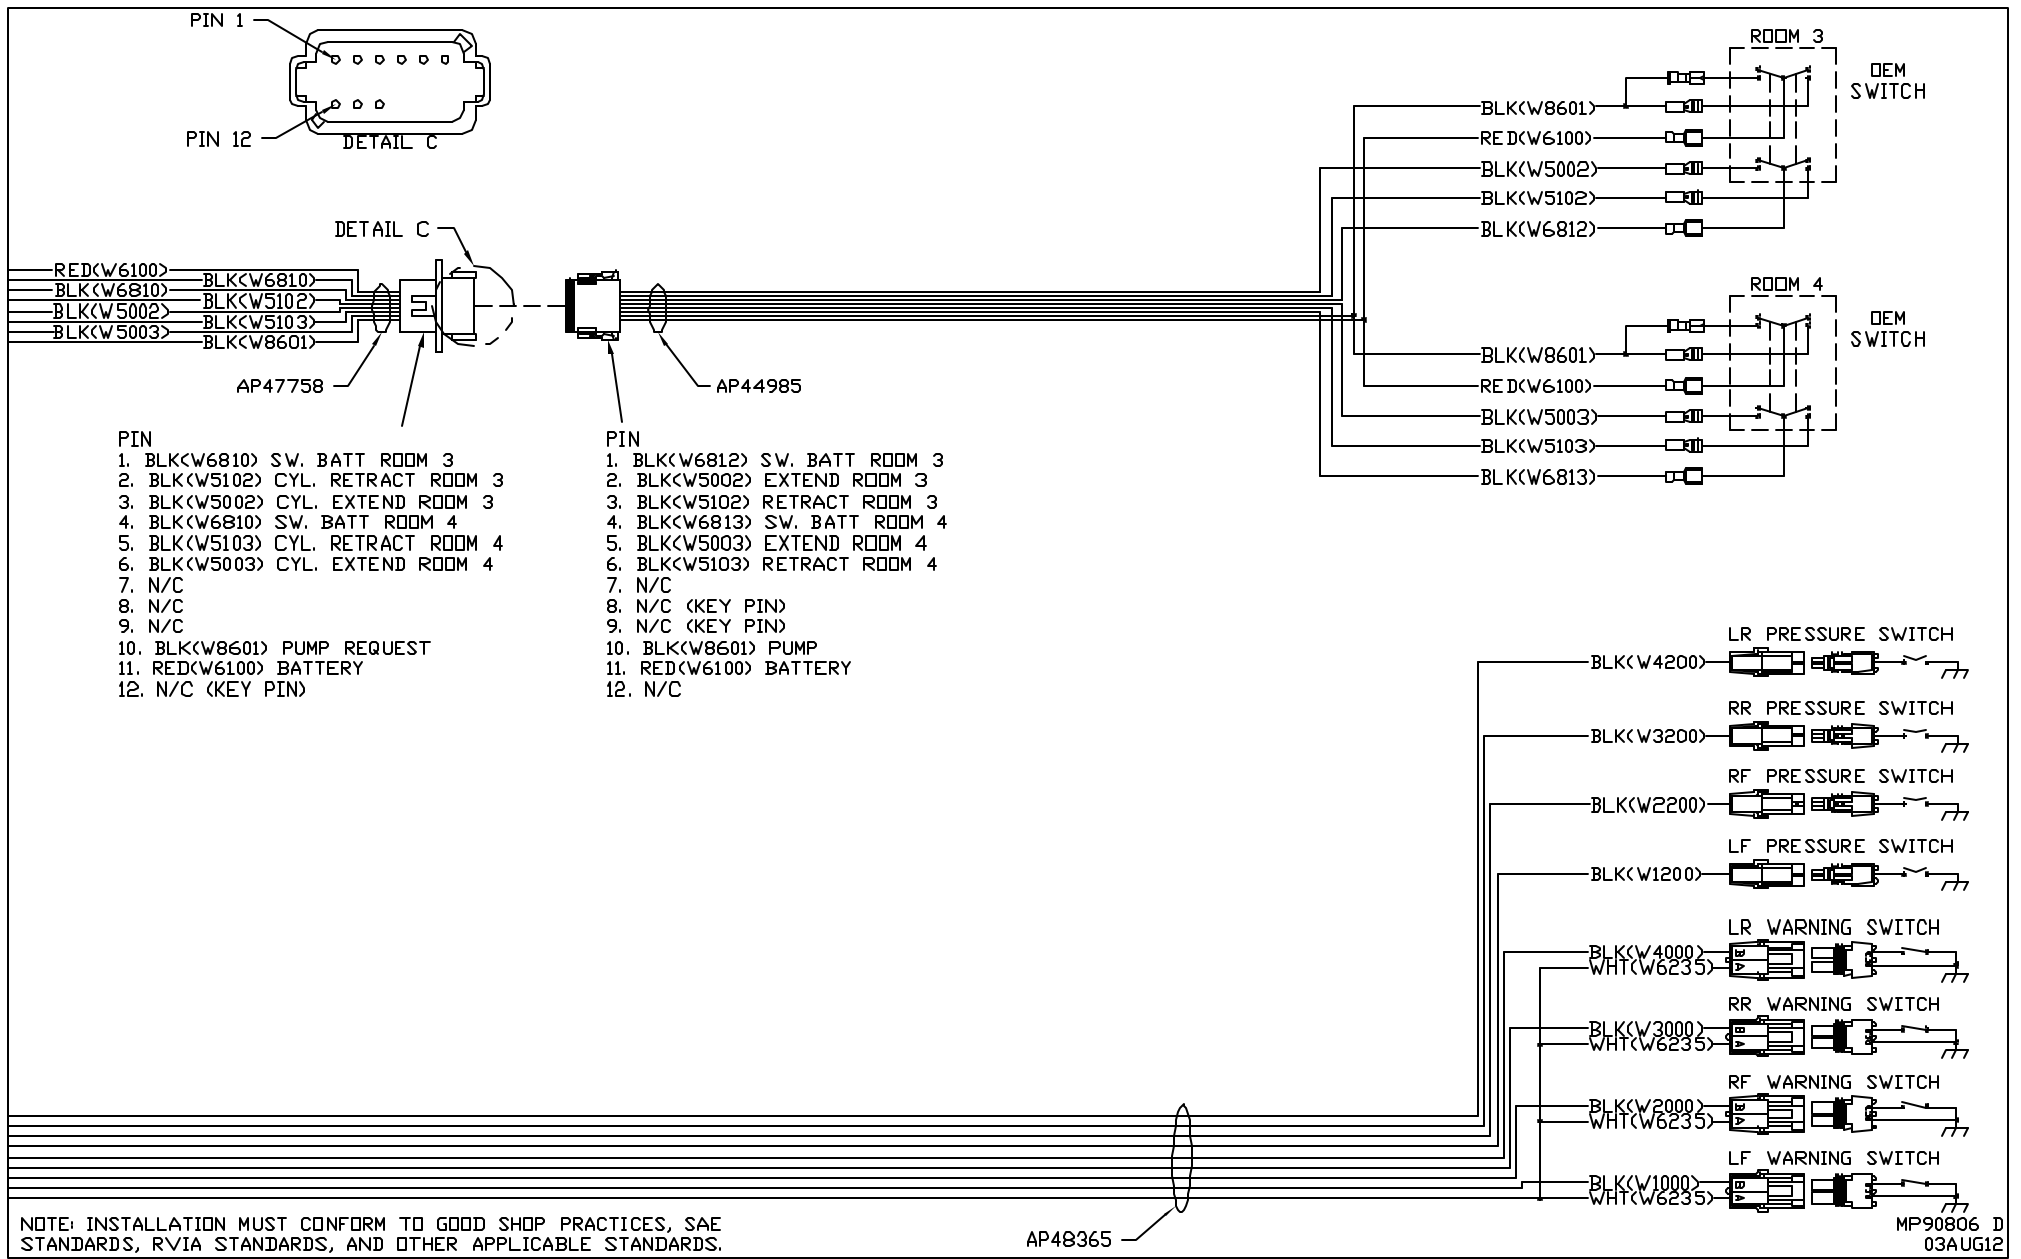 PIN 1
PIN 12
DETAIL C
DETAIL C
RED(W6100)
BLK(W6810)
BLK(W6810)
BLK(W5102)
BLK(W5002)
BLK(W5103)
BLK(W5003)
BLK(W8601)
AP47758
AP44985
PIN
1. BLK(W6810) SW. BATT ROOM 3
2. BLK(W5102) CYL. RETRACT ROOM 3
3. BLK(W5002) CYL. EXTEND ROOM 3
4. BLK(W6810) SW. BATT ROOM 4
5. BLK(W5103) CYL. RETRACT ROOM 4
6. BLK(W5003) CYL. EXTEND ROOM 4
7. N/C
8. N/C
9. N/C
10. BLK(W8601) PUMP REQUEST
11. RED(W6100) BATTERY
12. N/C (KEY PIN)
PIN
1. BLK(W6812) SW. BATT ROOM 3
2. BLK(W5002) EXTEND ROOM 3
3. BLK(W5102) RETRACT ROOM 3
4. BLK(W6813) SW. BATT ROOM 4
5. BLK(W5003) EXTEND ROOM 4
6. BLK(W5103) RETRACT ROOM 4
7. N/C
8. N/C (KEY PIN)
9. N/C (KEY PIN)
10. BLK(W8601) PUMP
11. RED(W6100) BATTERY
12. N/C
ROOM 3
OEM
SWITCH
BLK(W8601)
RED(W6100)
BLK(W5002)
BLK(W5102)
BLK(W6812)
ROOM 4
OEM
SWITCH
BLK(W8601)
RED(W6100)
BLK(W5003)
BLK(W5103)
BLK(W6813)
LR PRESSURE SWITCH
BLK(W4200)
RR PRESSURE SWITCH
BLK(W3200)
RF PRESSURE SWITCH
BLK(W2200)
LF PRESSURE SWITCH
BLK(W1200)
LR WARNING SWITCH
BLK(W4000)
WHT(W6235)
B
A
RR WARNING SWITCH
BLK(W3000)
WHT(W6235)
B
A
RF WARNING SWITCH
BLK(W2000)
WHT(W6235)
B
A
LF WARNING SWITCH
BLK(W1000)
WHT(W6235)
B
A
AP48365
NOTE: INSTALLATION MUST CONFORM TO GOOD SHOP PRACTICES, SAE
STANDARDS, RVIA STANDARDS, AND OTHER APPLICABLE STANDARDS.
MP90806 D
03AUG12